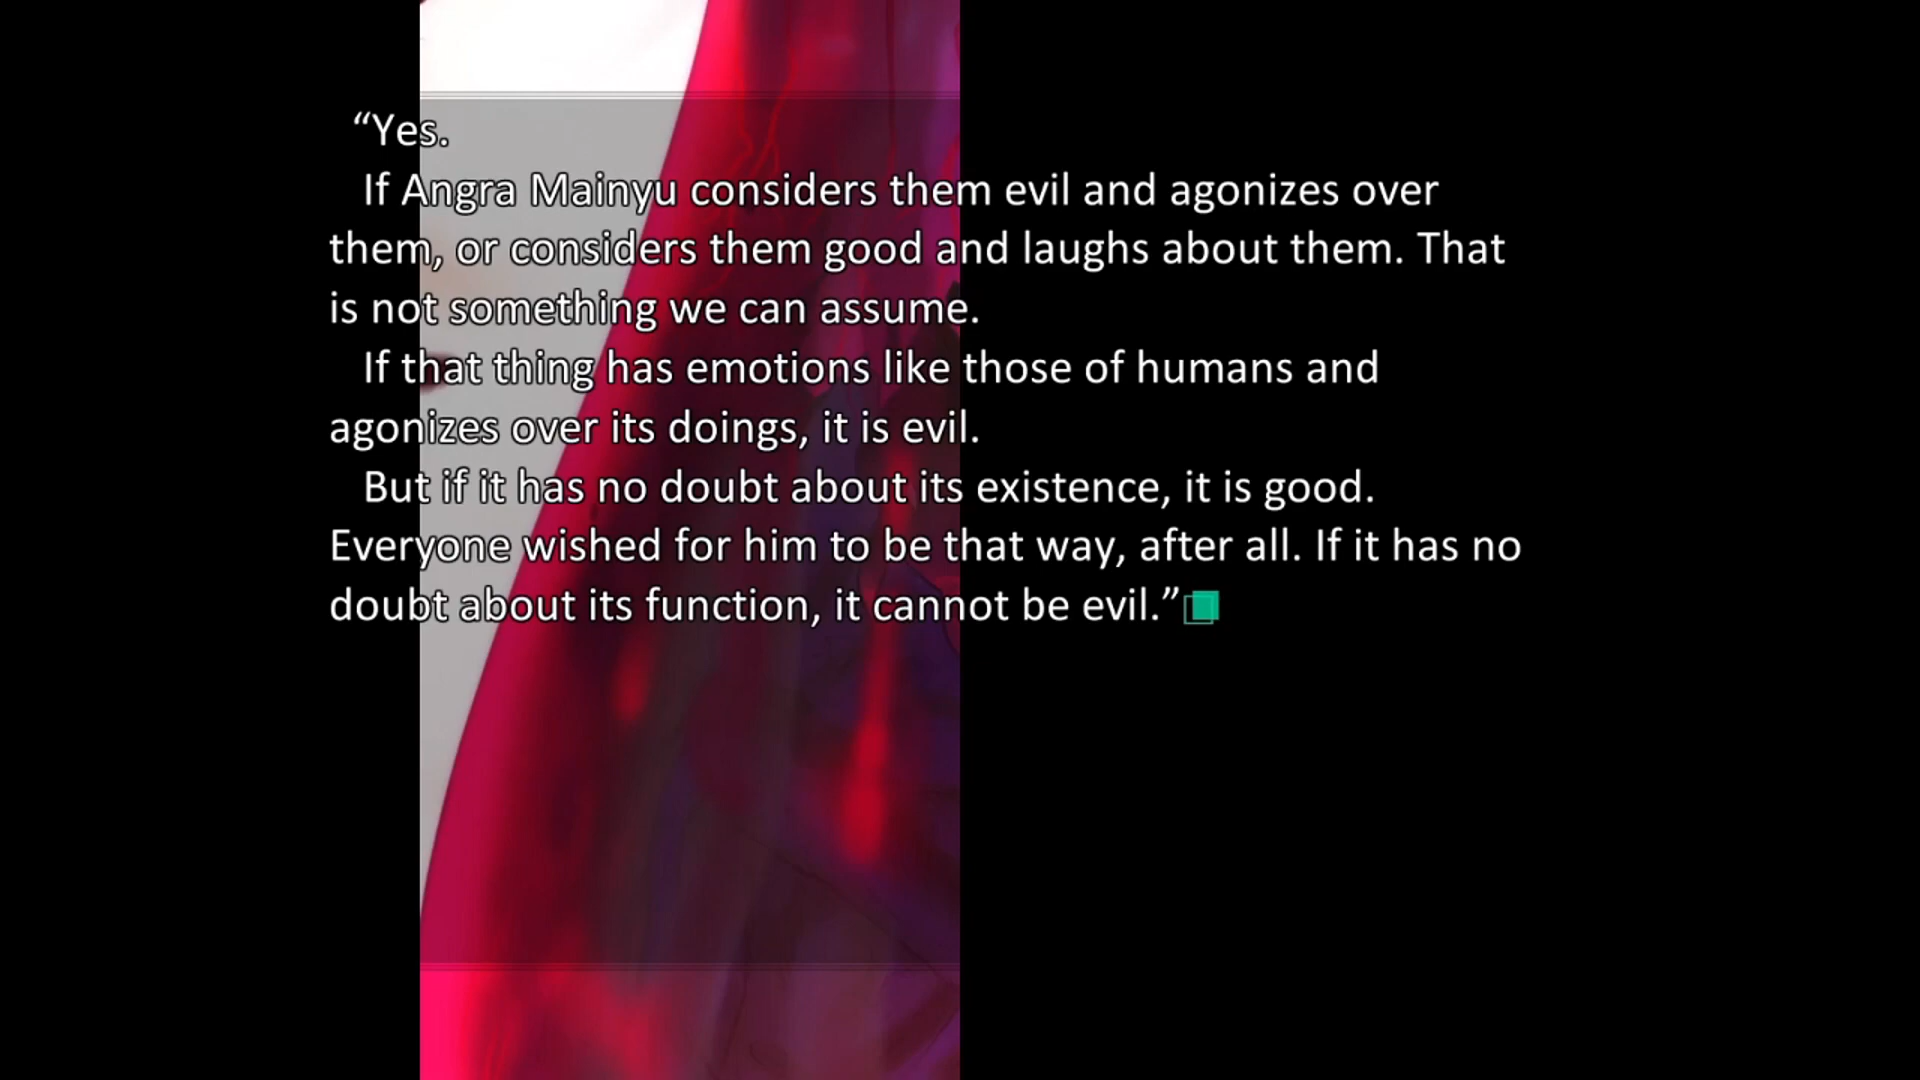 “Yes.
If Angra Mainyu considers them evil and agonizes over
them, or considers them good and laughs about them. That
is not something we can assume.
If that thing has emotions like those of humans and
agonizes over its doings, it is evil.
But if it has no doubt about its existence, it is good.
Everyone wished for him to be that way, after all. If it has no
doubt about its function, it cannot be evil.”